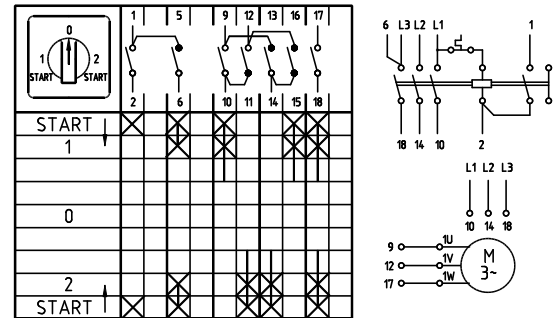 0
1 2
START START
1 5 9 12 13 16 17
2 6 10 11 14 15 18
START
1
0
2
START
6 L3 L2 L1 1
18 14 10 2
L1 L2 L3
10 14 18
9 1U
12 1V
17 1W
M
3~